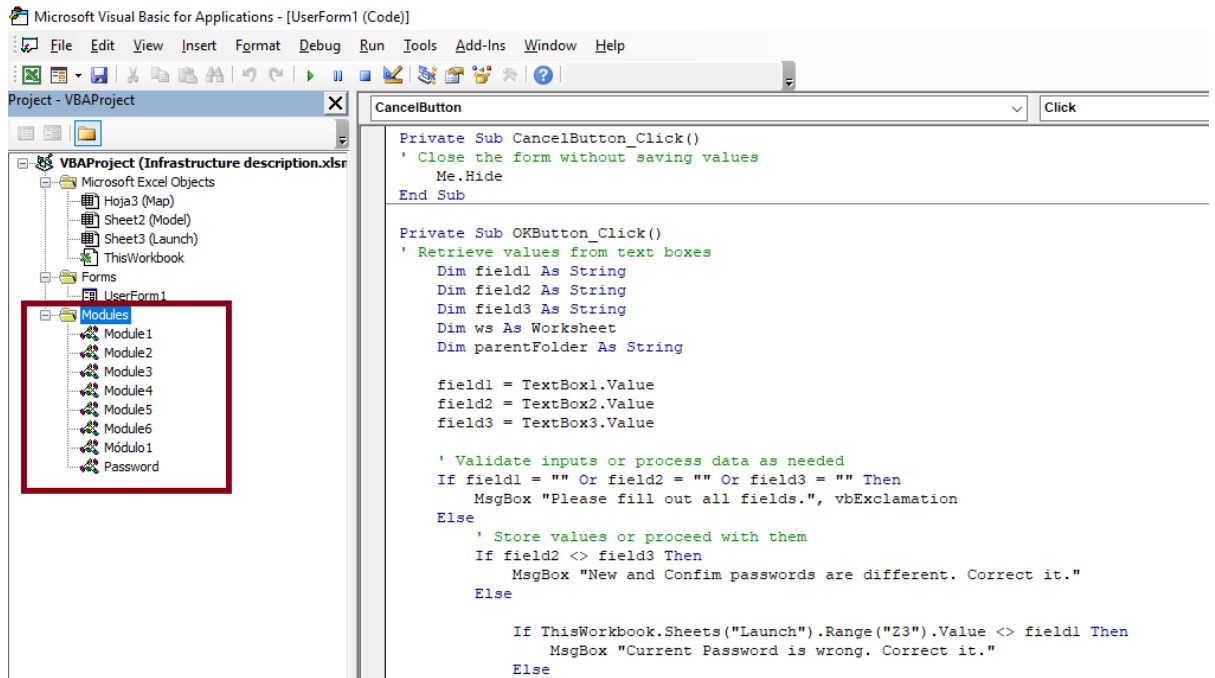 Microsoft Visual Basic for Applications - [UserForm1 (Code)]
File Edit View Insert Format Debug Run Tools Add-Ins Window Help
Project - VBAProject
VBAProject (Infrastructure description.xlsm
Microsoft Excel Objects
Hoja3 (Map)
Sheet2 (Model)
Sheet3 (Launch)
ThisWorkbook
Forms
UserForm1
Modules
Module1
Module2
Module3
Module4
Module5
Module6
Módulo1
Password
CancelButton
Click
Private Sub CancelButton_Click()
' Close the form without saving values
Me.Hide
End Sub
Private Sub OKButton_Click()
' Retrieve values from text boxes
Dim field1 As String
Dim field2 As String
Dim field3 As String
Dim ws As Worksheet
Dim parentFolder As String
field1 = TextBox1.Value
field2 = TextBox2.Value
field3 = TextBox3.Value
' Validate inputs or process data as needed
If field1 = "" Or field2 = "" Or field3 = "" Then
MsgBox "Please fill out all fields.", vbExclamation
Else
' Store values or proceed with them
If field2 <> field3 Then
MsgBox "New and Confim passwords are different. Correct it."
Else
If ThisWorkbook.Sheets("Launch").Range("Z3").Value <> field1 Then
MsgBox "Current Password is wrong. Correct it."
Else